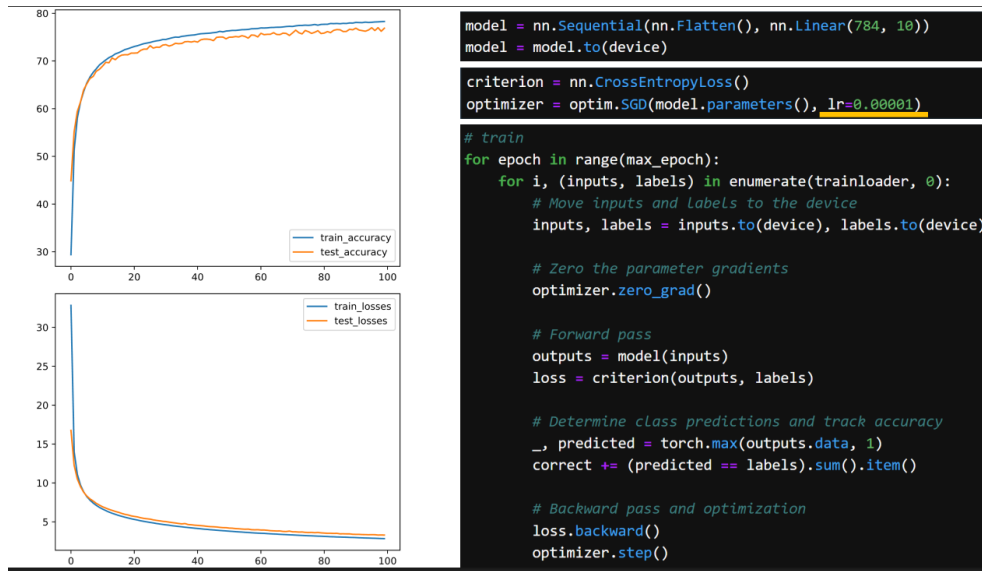 80
70
60
50
40
30
train_accuracy
test_accuracy
0 20 40 60 80 100
train_losses
test_losses
30
25
20
15
10
5
0 20 40 60 80 100
model = nn.Sequential(nn.Flatten(), nn.Linear(784, 10))
model = model.to(device)
criterion = nn.CrossEntropyLoss()
optimizer = optim.SGD(model.parameters(), lr=0.00001)
# train
for epoch in range(max_epoch):
    for i, (inputs, labels) in enumerate(trainloader, 0):
        # Move inputs and labels to the device
        inputs, labels = inputs.to(device), labels.to(device)
        # Zero the parameter gradients
        optimizer.zero_grad()
        # Forward pass
        outputs = model(inputs)
        loss = criterion(outputs, labels)
        # Determine class predictions and track accuracy
        _, predicted = torch.max(outputs.data, 1)
        correct += (predicted == labels).sum().item()
        # Backward pass and optimization
        loss.backward()
        optimizer.step()